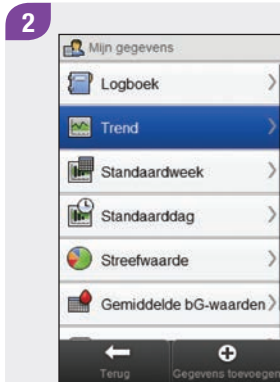 2
Mijn gegevens
Logboek
Trend
Standaardweek
Standaarddag
Streefwaarde
Gemiddelde bG-waarden
Terug
Gegevens toevoegen